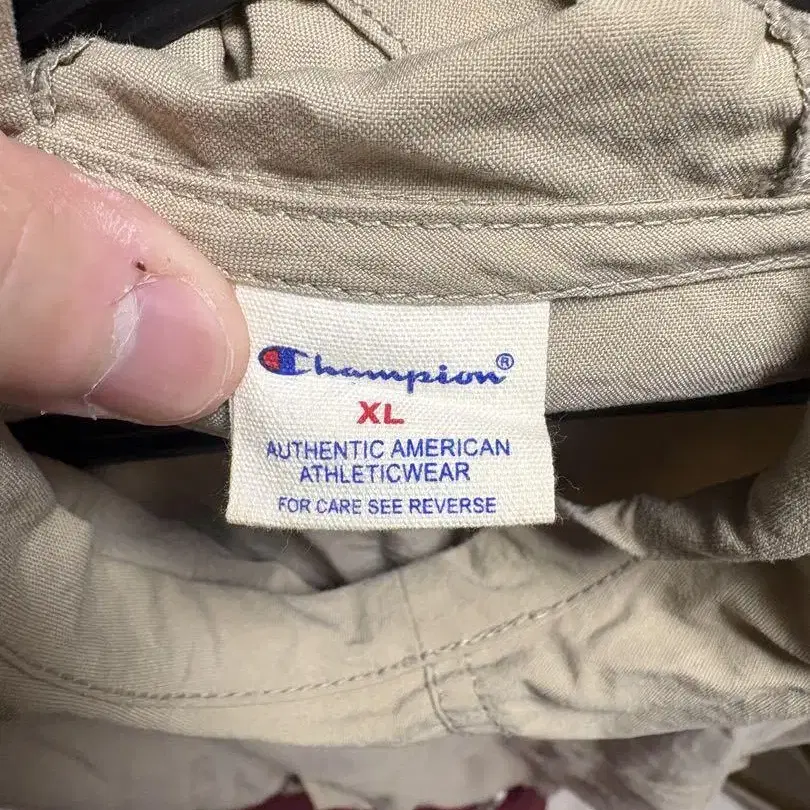 Champion®
XL
AUTHENTIC AMERICAN
ATHLETICWEAR
FOR CARE SEE REVERSE